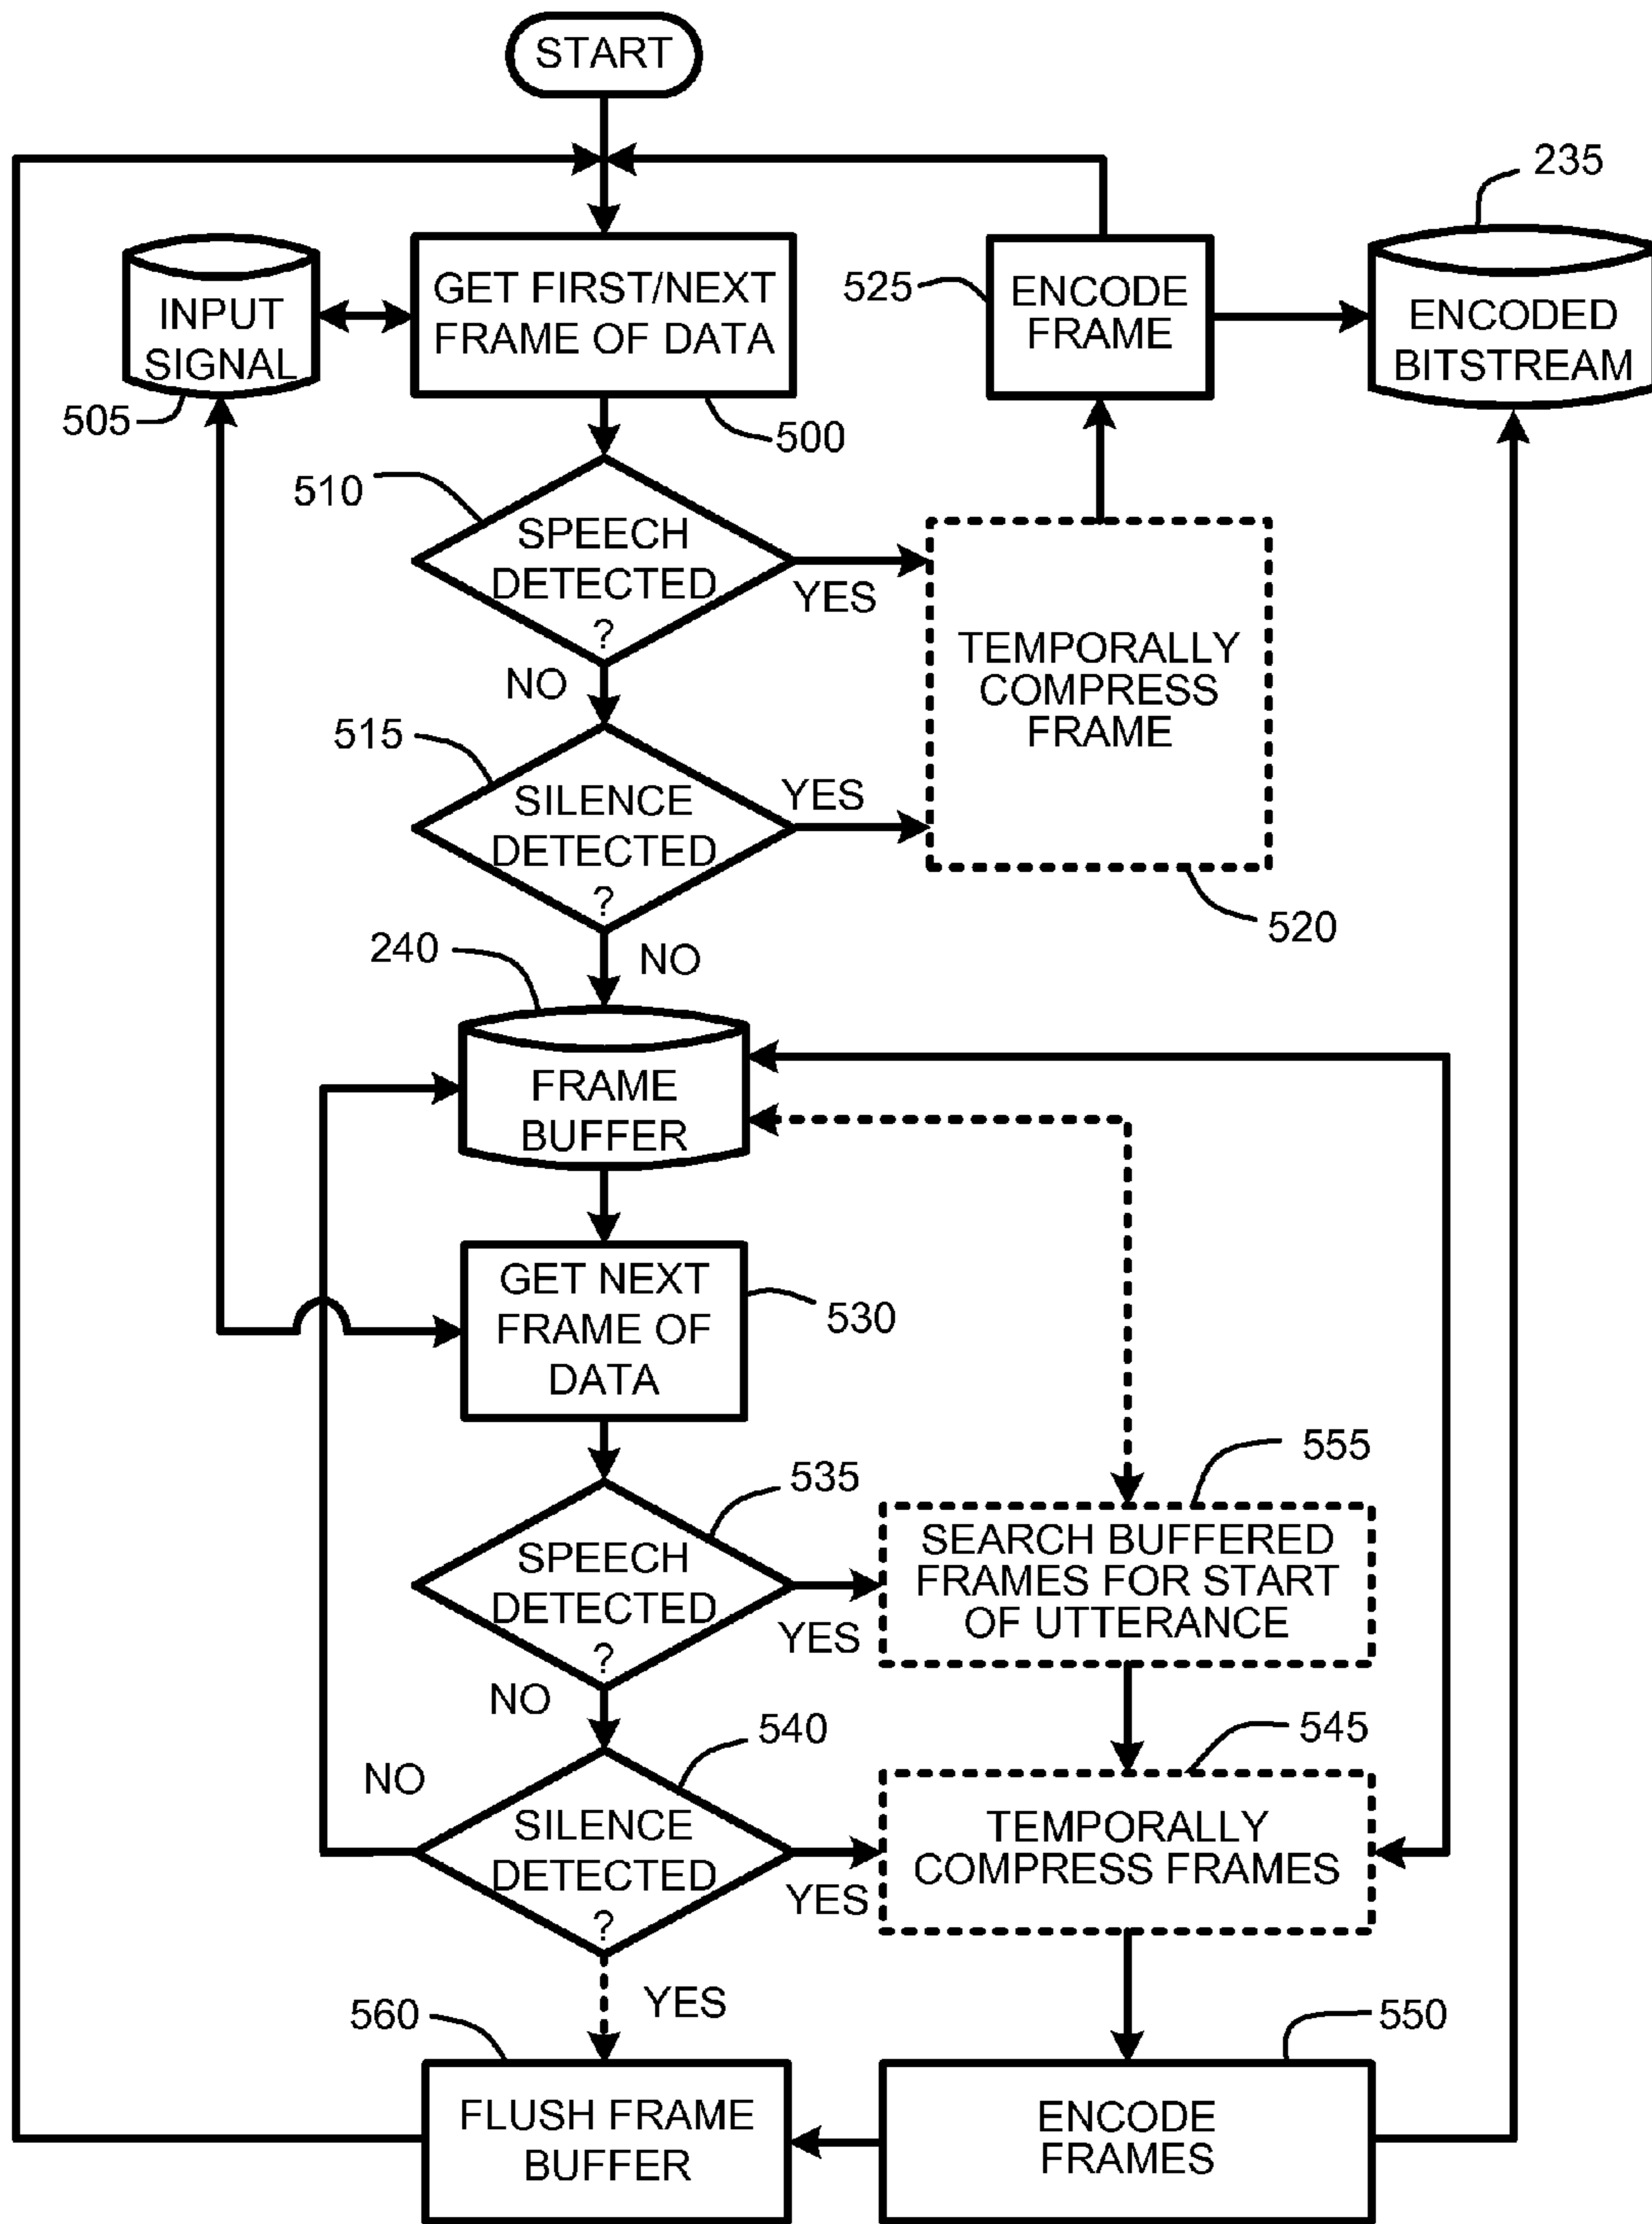 START
235
INPUT
SIGNAL
505
GET FIRST/NEXT
FRAME OF DATA
500
525
ENCODE
FRAME
ENCODED
BITSTREAM
510
SPEECH
DETECTED
?
YES
NO
TEMPORALLY
COMPRESS
FRAME
520
515
SILENCE
DETECTED
?
YES
NO
240
FRAME
BUFFER
GET NEXT
FRAME OF
DATA
530
535
SPEECH
DETECTED
?
YES
NO
555
SEARCH BUFFERED
FRAMES FOR START
OF UTTERANCE
540
SILENCE
DETECTED
?
NO
YES
YES
545
TEMPORALLY
COMPRESS FRAMES
560
FLUSH FRAME
BUFFER
550
ENCODE
FRAMES